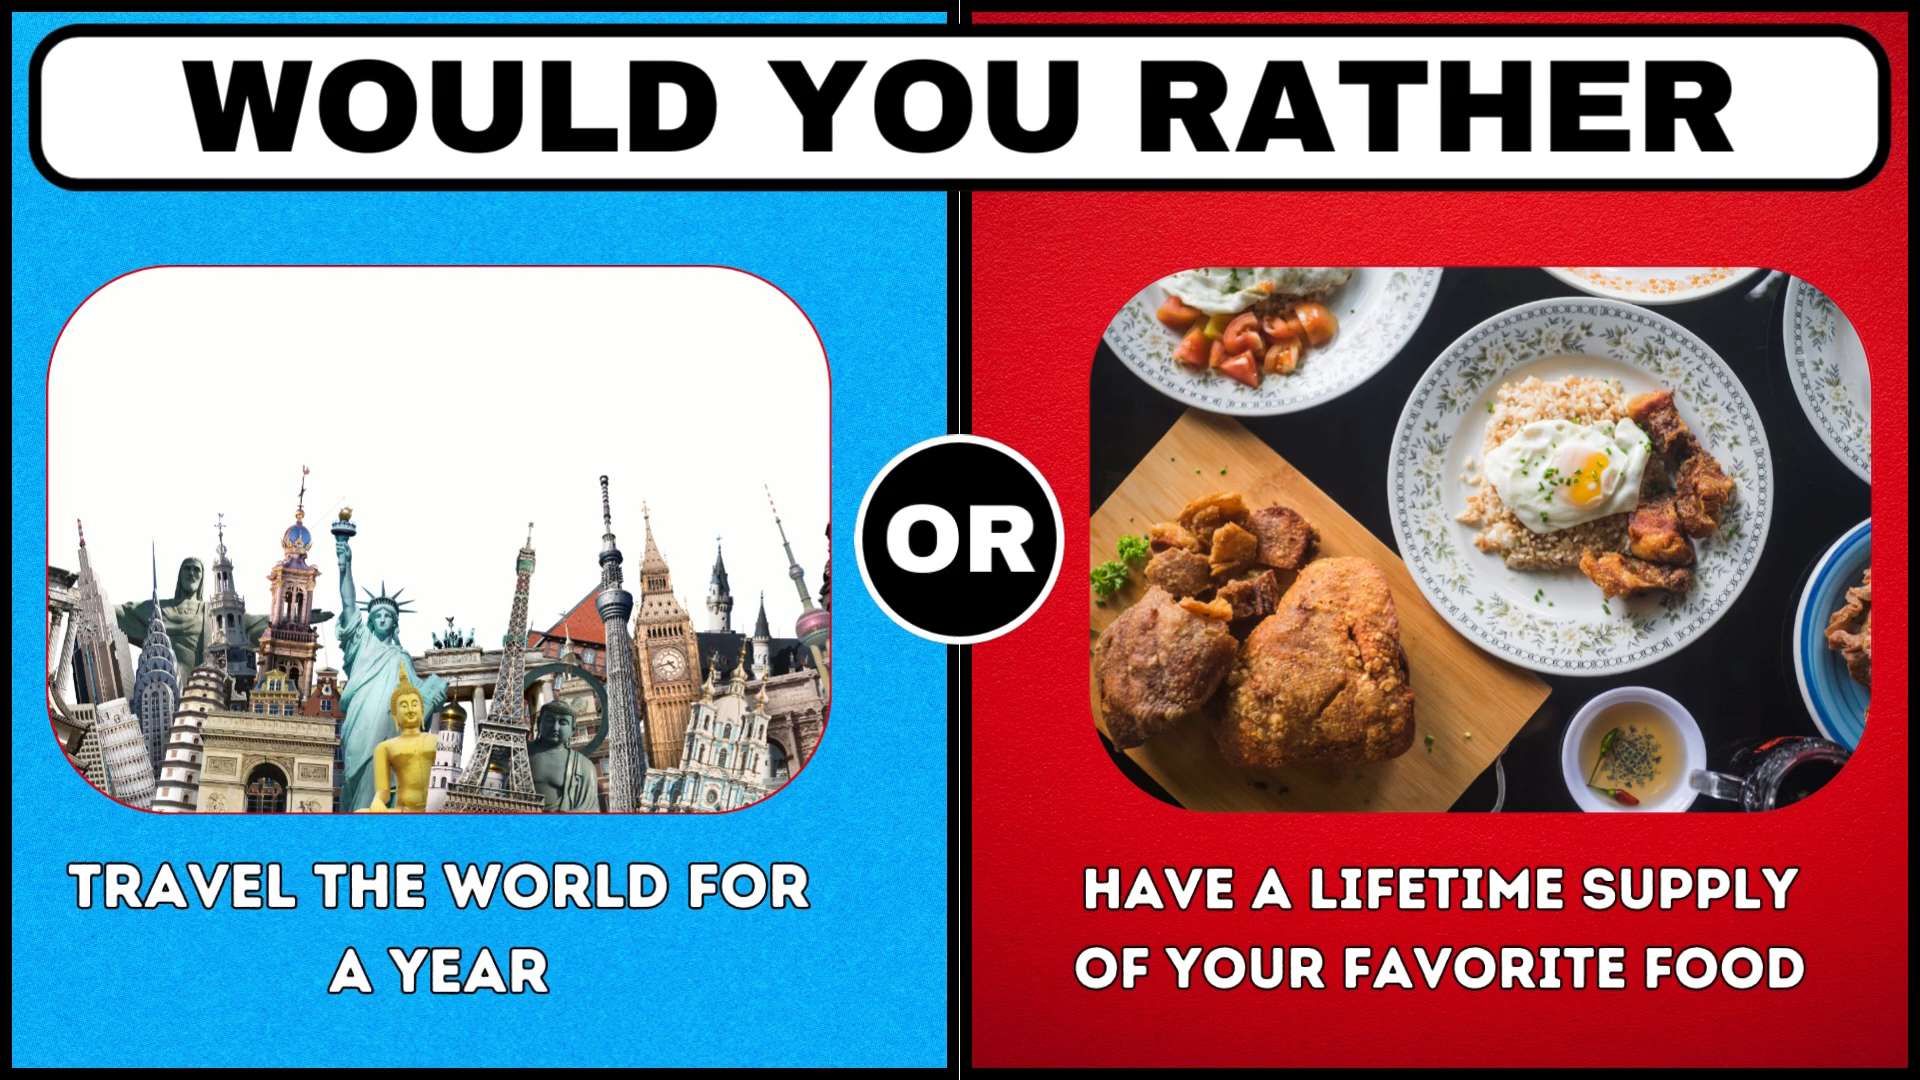 WOULD YOU RATHER
OR
TRAVEL THE WORLD FOR
A YEAR
HAVE A LIFETIME SUPPLY
OF YOUR FAVORITE FOOD